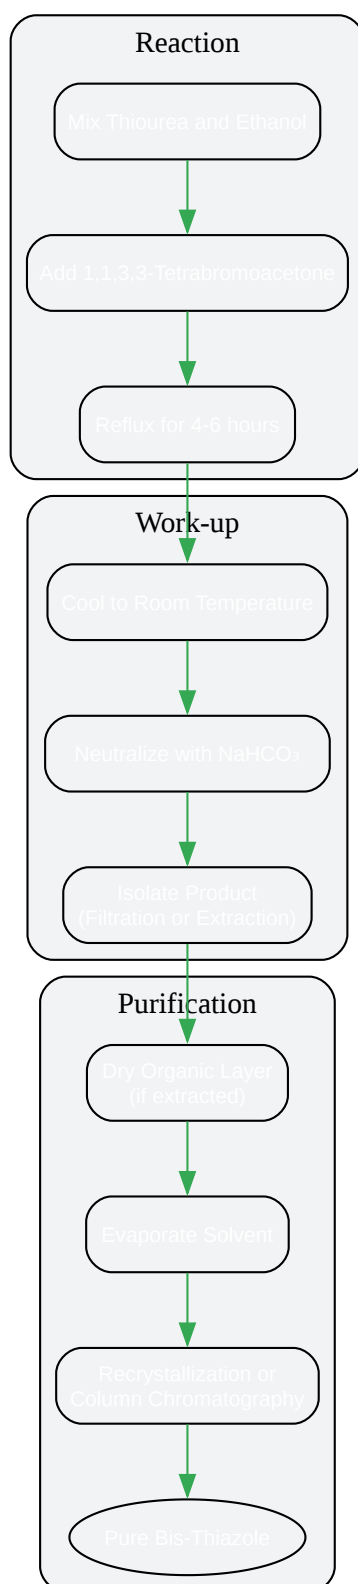 Reaction
Mix Thiourea and Ethanol
Add 1,1,3,3-Tetrabromoacetone
Reflux for 4-6 hours
Work-up
Cool to Room Temperature
Neutralize with NaHCO₃
Isolate Product
(Filtration or Extraction)
Purification
Dry Organic Layer
(if extracted)
Evaporate Solvent
Recrystallization or
Column Chromatography
Pure Bis-Thiazole